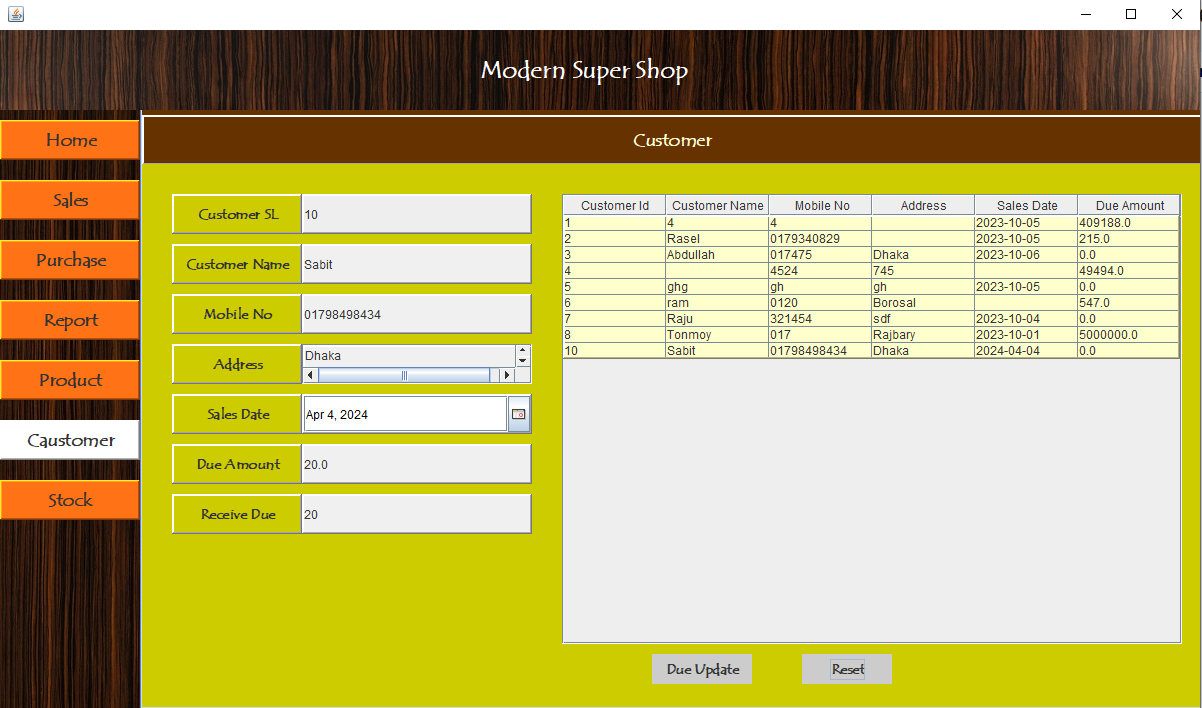 Modern Super Shop
Home
Sales
Purchase
Report
Product
Caustomer
Stock
Customer
Customer SL 10
Customer Name Sabit
Mobile No 01798498434
Address Dhaka
Sales Date Apr 4, 2024
Due Amount 20.0
Receive Due 20
Customer Id Customer Name Mobile No Address Sales Date Due Amount
1 4 4 2023-10-05 409188.0
2 Rasel 0179340829 2023-10-05 215.0
3 Abdullah 017475 Dhaka 2023-10-06 0.0
4 4524 745 49494.0
5 ghg gh gh 2023-10-05 0.0
6 ram 0120 Borosal 547.0
7 Raju 321454 sdf 2023-10-04 0.0
8 Tonmoy 017 Rajbary 2023-10-01 5000000.0
10 Sabit 01798498434 Dhaka 2024-04-04 0.0
Due Update Reset